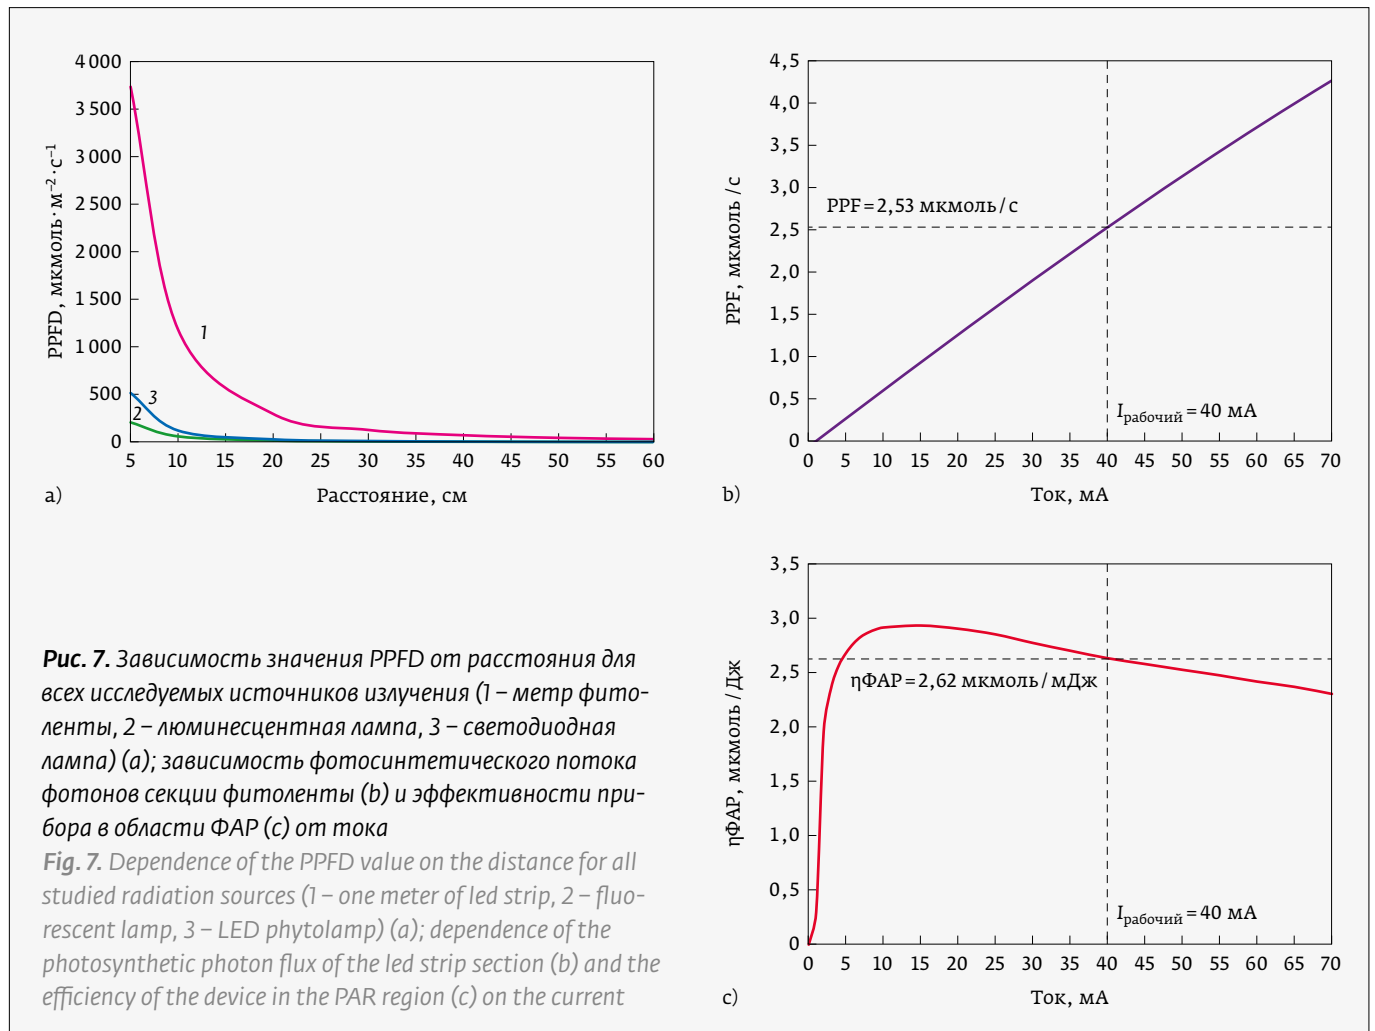 4 000
3 500
3 000
2 500
2 000
1 500
1 000
500
0
PPFD, мкмоль·м⁻²·с⁻¹
1
3
2
5 10 15 20 25 30 35 40 45 50 55 60
a) Расстояние, см
4,5
4,0
3,5
3,0
2,5
2,0
1,5
1,0
0,5
0
PPF, мкмоль/с
PPF=2,53 мкмоль/с
Iрабочий=40 мА
0 5 10 15 20 25 30 35 40 45 50 55 60 65 70
b) Ток, мА
3,5
3,0
2,5
2,0
1,5
1,0
0,5
0
ηФАР, мкмоль/Дж
ηФАР=2,62 мкмоль/мДж
Iрабочий=40 мА
0 5 10 15 20 25 30 35 40 45 50 55 60 65 70
c) Ток, мА
Рис. 7. Зависимость значения PPFD от расстояния для
всех исследуемых источников излучения (1 – метр фито-
ленты, 2 – люминесцентная лампа, 3 – светодиодная
лампа) (a); зависимость фотосинтетического потока
фотонов секции фитоленты (b) и эффективности при-
бора в области ФАР (c) от тока
Fig. 7. Dependence of the PPFD value on the distance for all
studied radiation sources (1 – one meter of led strip, 2 – fluo-
rescent lamp, 3 – LED phytolamp) (a); dependence of the
photosynthetic photon flux of the led strip section (b) and the
efficiency of the device in the PAR region (c) on the current